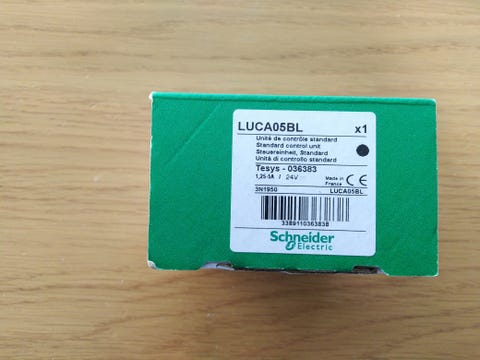 LUCA05BL x1
Unité de contrôle standard
Standard control unit
Steuereinheit, Standard
Unità di controllo standard
Tesys - 036383
1,25-5A / 24V
Made in
France CE
3N1950 LUCA05BL
3389110363838
Schneider
Electric